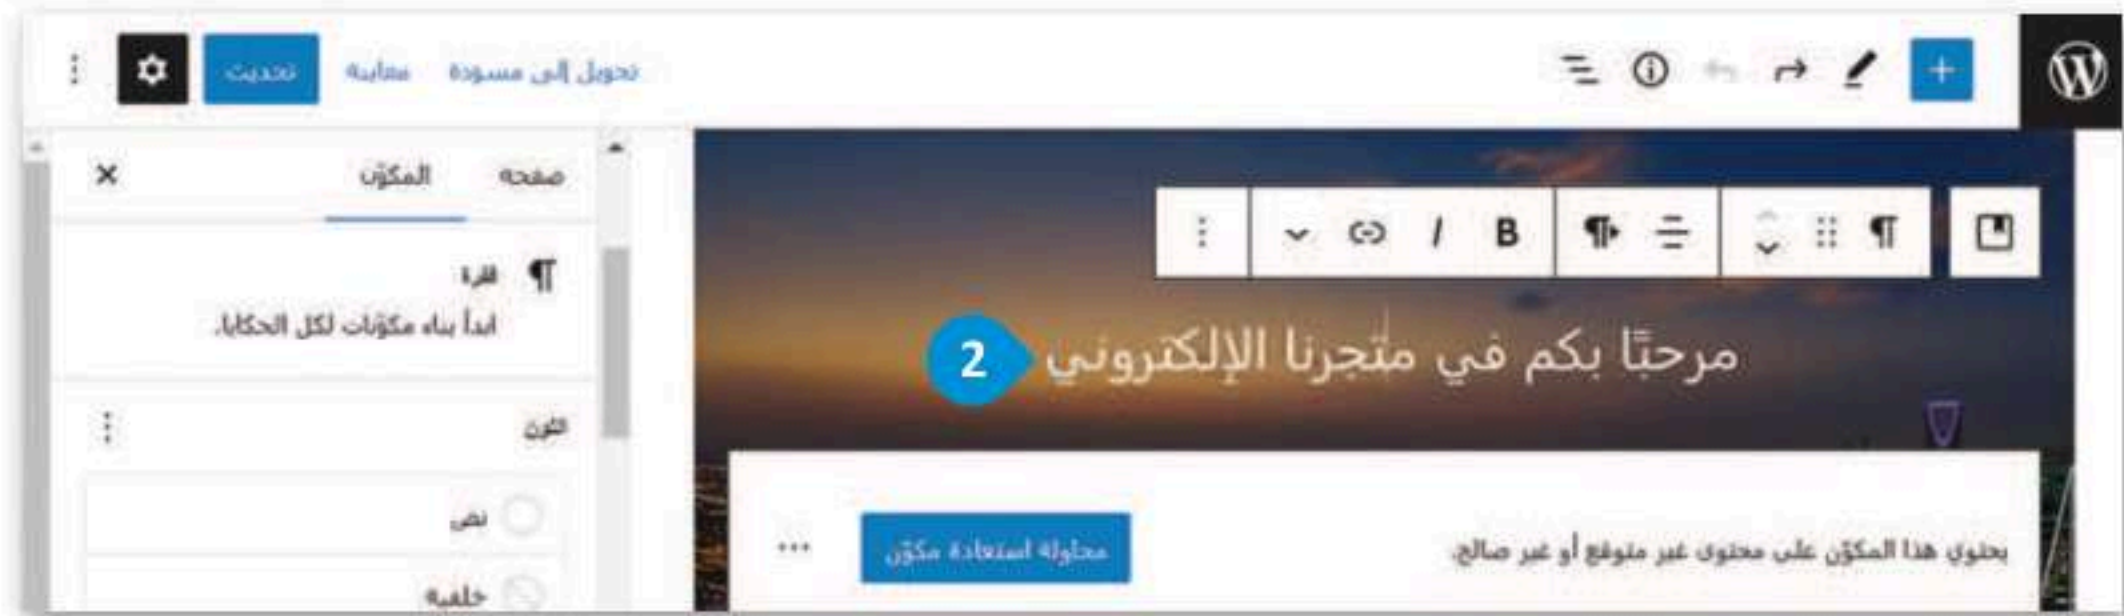 تحويل إلى مسودة معاينة تحديث
صفحة المكوّن
B I
فقرة
ابدأ بناء مكوّنات لكل الحكايا.
مرحبًا بكم في متجرنا الإلكتروني 2
اللون
نص
يحتوي هذا المكوّن على محتوى غير متوقع أو غير صالح. محاولة استعادة مكوّن
خلفية